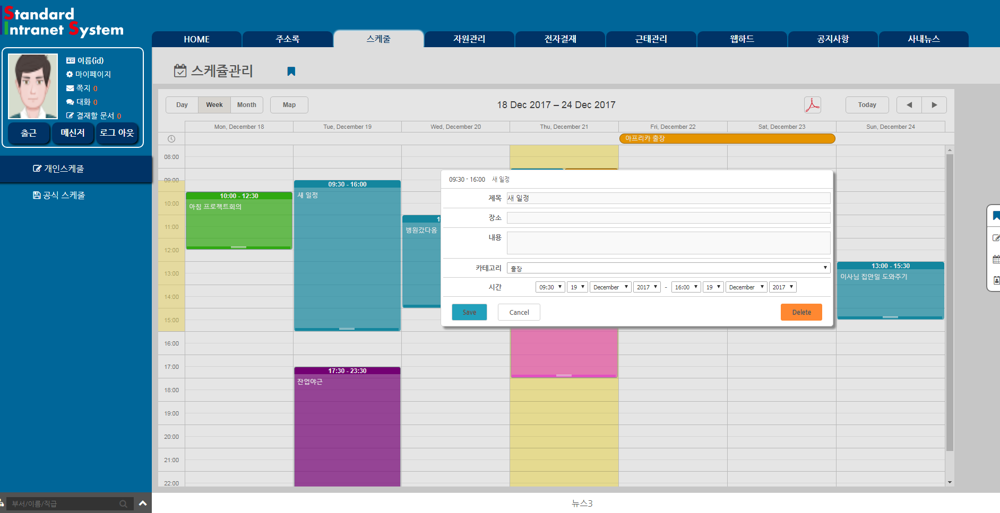 Standard
Intranet System
HOME
주소록
스케줄
자원관리
전자결재
근태관리
웹하드
공지사항
사내뉴스
이름(id)
마이페이지
쪽지 0
대화 0
결재할 문서 0
출근
메신저
로그 아웃
개인스케줄
공식 스케줄
스케쥴관리
Day
Week
Month
Map
18 Dec 2017 – 24 Dec 2017
Today
Mon, December 18
Tue, December 19
Wed, December 20
Thu, December 21
Fri, December 22
Sat, December 23
Sun, December 24
아프리카 출장
08:00
09:00
10:00
11:00
12:00
13:00
14:00
15:00
16:00
17:00
18:00
19:00
20:00
21:00
22:00
10:00 - 12:30
아침 프로젝트회의
09:30 - 16:00
새 일정
17:30 - 23:30
잔업야근
1
병원갔다옴
13:00 - 15:30
이사님 집안일 도와주기
09:30 - 16:00 새 일정
제목 새 일정
장소
내용
카테고리 출장
시간 09:30 19 December 2017 - 16:00 19 December 2017
Save
Cancel
Delete
부서/이름/직급
뉴스3